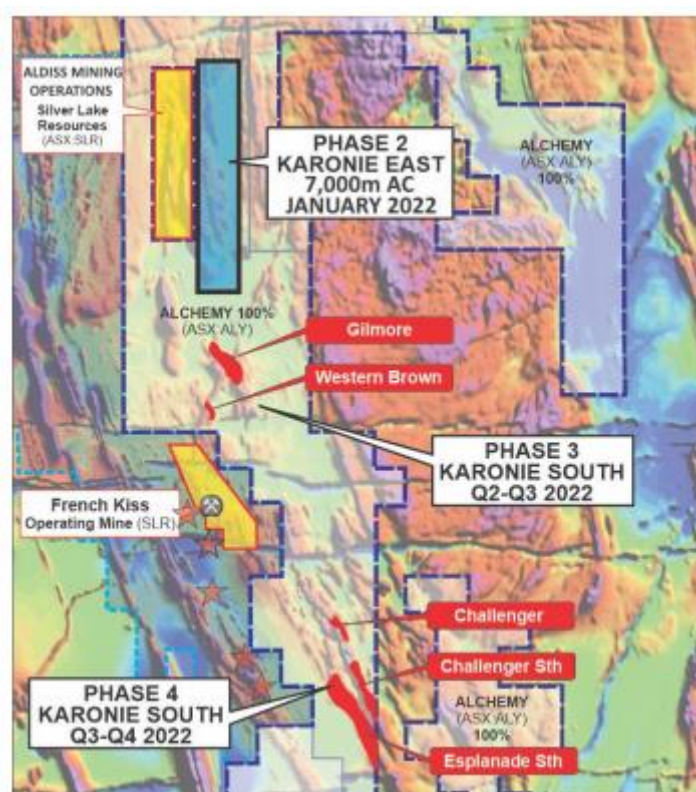 ALDISS MINING
OPERATIONS
Silver Lake
Resources
(ASX:SLR)
PHASE 2
KARONIE EAST
7,000m AC
JANUARY 2022
ALCHEMY
(ASX:ALY)
100%
ALCHEMY 100%
(ASX:ALY)
Gilmore
Western Brown
PHASE 3
KARONIE SOUTH
Q2-Q3 2022
French Kiss
Operating Mine (SLR)
Challenger
Challenger Sth
PHASE 4
KARONIE SOUTH
Q3-Q4 2022
ALCHEMY
(ASX:ALY)
100%
Esplanade Sth